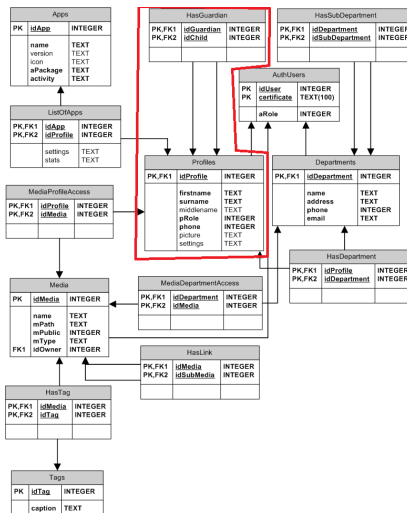 Apps
PK idApp INTEGER
name TEXT
version TEXT
icon TEXT
aPackage TEXT
activity TEXT
HasGuardian
PK,FK1 idGuardian INTEGER
PK,FK2 idChild INTEGER
HasSubDepartment
PK,FK1 idDepartment INTEGER
PK,FK2 idSubDepartment INTEGER
AuthUsers
PK idUser INTEGER
PK certificate TEXT(100)
aRole INTEGER
ListOfApps
PK,FK1 idApp INTEGER
PK,FK2 idProfile INTEGER
settings TEXT
stats TEXT
Profiles
PK,FK1 idProfile INTEGER
firstname TEXT
surname TEXT
middlename TEXT
pRole INTEGER
phone INTEGER
picture TEXT
settings TEXT
Departments
PK,FK1 idDepartment INTEGER
name TEXT
address TEXT
phone INTEGER
email TEXT
MediaProfileAccess
PK,FK1 idProfile INTEGER
PK,FK2 idMedia INTEGER
HasDepartment
PK,FK1 idProfile INTEGER
PK,FK2 idDepartment INTEGER
Media
PK idMedia INTEGER
name TEXT
mPath TEXT
mPublic INTEGER
mType TEXT
FK1 idOwner INTEGER
MediaDepartmentAccess
PK,FK1 idDepartment INTEGER
PK,FK2 idMedia INTEGER
HasLink
PK,FK1 idMedia INTEGER
PK,FK2 idSubMedia INTEGER
HasTag
PK,FK1 idMedia INTEGER
PK,FK2 idTag INTEGER
Tags
PK idTag INTEGER
caption TEXT